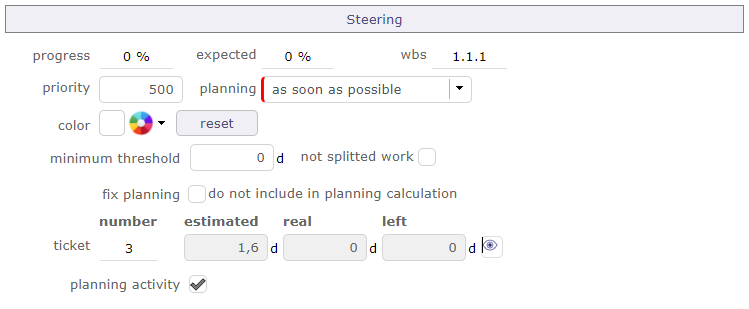 Steering
progress 0 % expected 0 % wbs 1.1.1
priority 500 planning as soon as possible
color reset
minimum threshold 0 d not splitted work
fix planning do not include in planning calculation
number estimated real left
ticket 3 1,6 d 0 d 0 d
planning activity